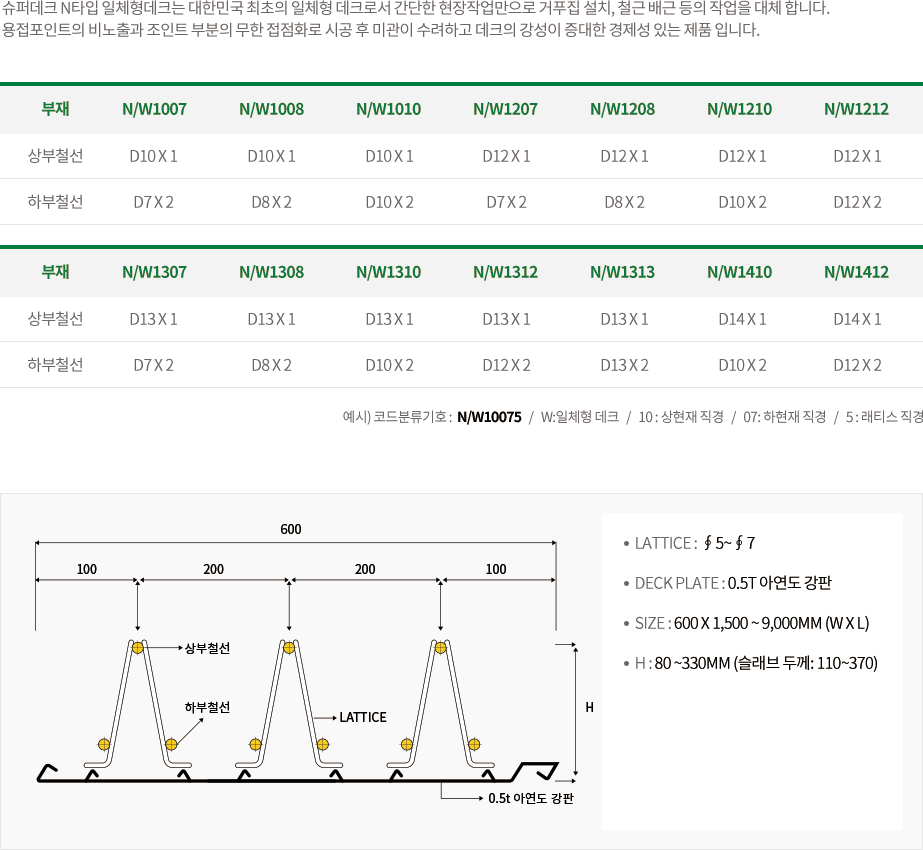 슈퍼데크 N타입 일체형데크는 대한민국 최초의 일체형 데크로서 간단한 현장작업만으로 거푸집 설치, 철근 배근 등의 작업을 대체 합니다.
용접포인트의 비노출과 조인트 부분의 무한 접점화로 시공 후 미관이 수려하고 데크의 강성이 증대한 경제성 있는 제품 입니다.
부재 N/W1007 N/W1008 N/W1010 N/W1207 N/W1208 N/W1210 N/W1212
상부철선 D10 X 1 D10 X 1 D10 X 1 D12 X 1 D12 X 1 D12 X 1 D12 X 1
하부철선 D7 X 2 D8 X 2 D10 X 2 D7 X 2 D8 X 2 D10 X 2 D12 X 2
부재 N/W1307 N/W1308 N/W1310 N/W1312 N/W1313 N/W1410 N/W1412
상부철선 D13 X 1 D13 X 1 D13 X 1 D13 X 1 D13 X 1 D14 X 1 D14 X 1
하부철선 D7 X 2 D8 X 2 D10 X 2 D12 X 2 D13 X 2 D10 X 2 D12 X 2
예시) 코드분류기호 : N/W10075 / W:일체형 데크 / 10 : 상현재 직경 / 07: 하현재 직경 / 5 : 래티스 직경
600
100 200 200 100
상부철선
하부철선
LATTICE
H
0.5t 아연도 강판
• LATTICE : ∮ 5~ ∮ 7
• DECK PLATE : 0.5T 아연도 강판
• SIZE : 600 X 1,500 ~ 9,000MM (W X L)
• H : 80 ~330MM (슬래브 두께: 110~370)